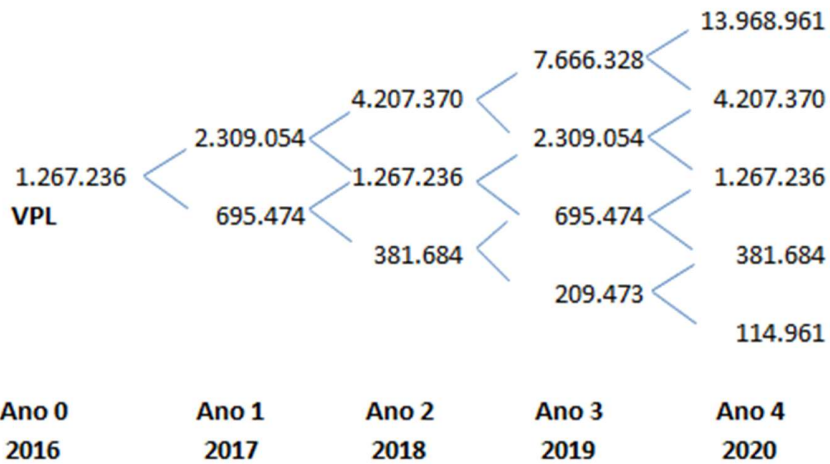 13.968.961
7.666.328
4.207.370 4.207.370
2.309.054 2.309.054
1.267.236 1.267.236 1.267.236
VPL 695.474 695.474
381.684 381.684
209.473
114.961
Ano 0 Ano 1 Ano 2 Ano 3 Ano 4
2016 2017 2018 2019 2020